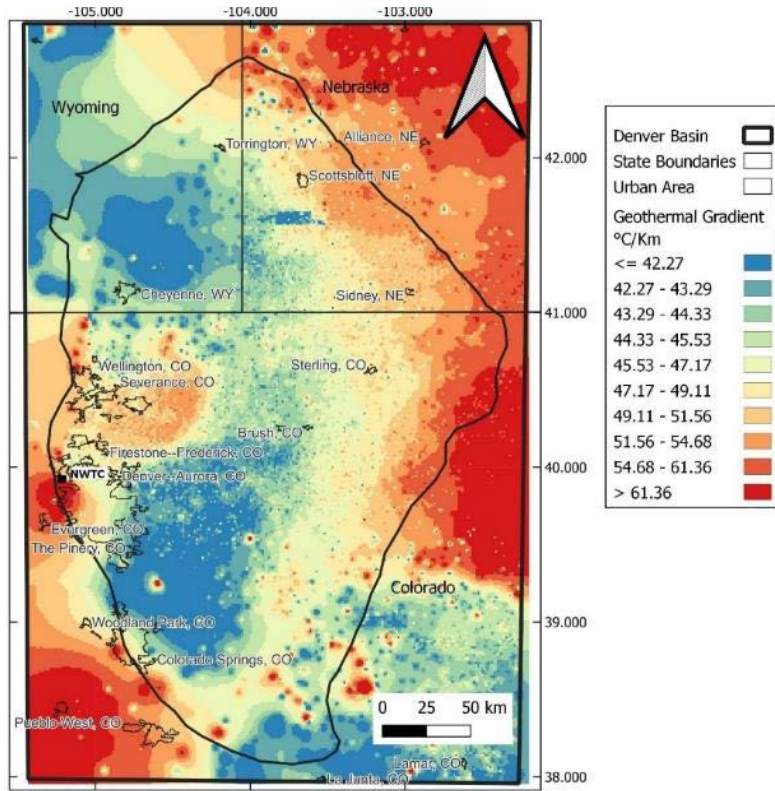 -105.000 -104.000 -103.000
Wyoming
Nebraska
Torrington, WY
Alliance, NE
42.000
Scottsbluff, NE
Cheyenne, WY
Sidney, NE
41.000
Wellington, CO
Severance, CO
Sterling, CO
Brush, CO
Firestone--Frederick, CO
NWTC
Denver--Aurora, CO
40.000
Evergreen, CO
The Pinery, CO
Colorado
Woodland Park, CO
39.000
Colorado Springs, CO
0 25 50 km
Pueblo West, CO
Lamar, CO
La Junta, CO
38.000
Denver Basin
State Boundaries
Urban Area
Geothermal Gradient
°C/Km
<= 42.27
42.27 - 43.29
43.29 - 44.33
44.33 - 45.53
45.53 - 47.17
47.17 - 49.11
49.11 - 51.56
51.56 - 54.68
54.68 - 61.36
> 61.36